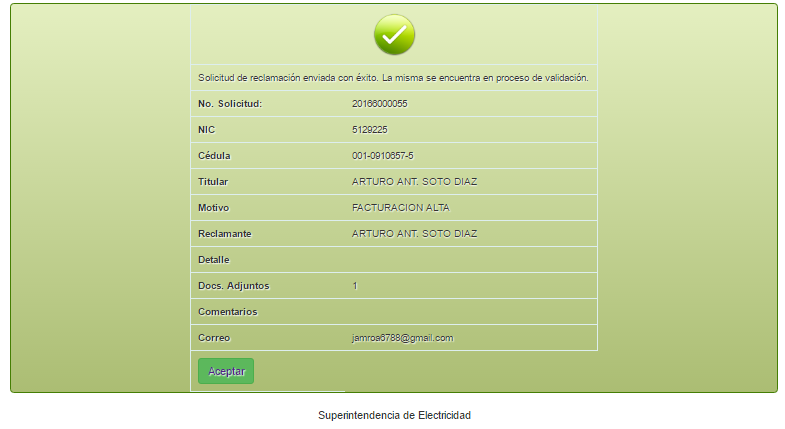 Solicitud de reclamación enviada con éxito. La misma se encuentra en proceso de validación.
No. Solicitud: 20166000055
NIC 5129225
Cédula 001-0910657-5
Titular ARTURO ANT. SOTO DIAZ
Motivo FACTURACION ALTA
Reclamante ARTURO ANT. SOTO DIAZ
Detalle
Docs. Adjuntos 1
Comentarios
Correo jamroa6788@gmail.com
Aceptar
Superintendencia de Electricidad